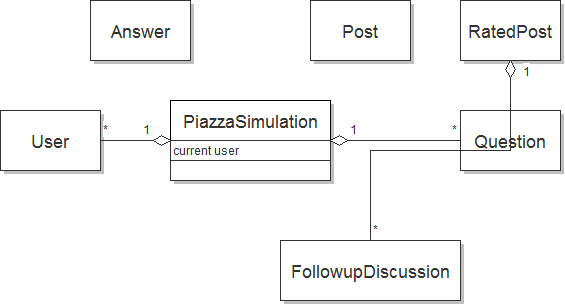 Answer
Post
RatedPost
1
User
*
1
PiazzaSimulation
current user
1
*
Question
*
FollowupDiscussion